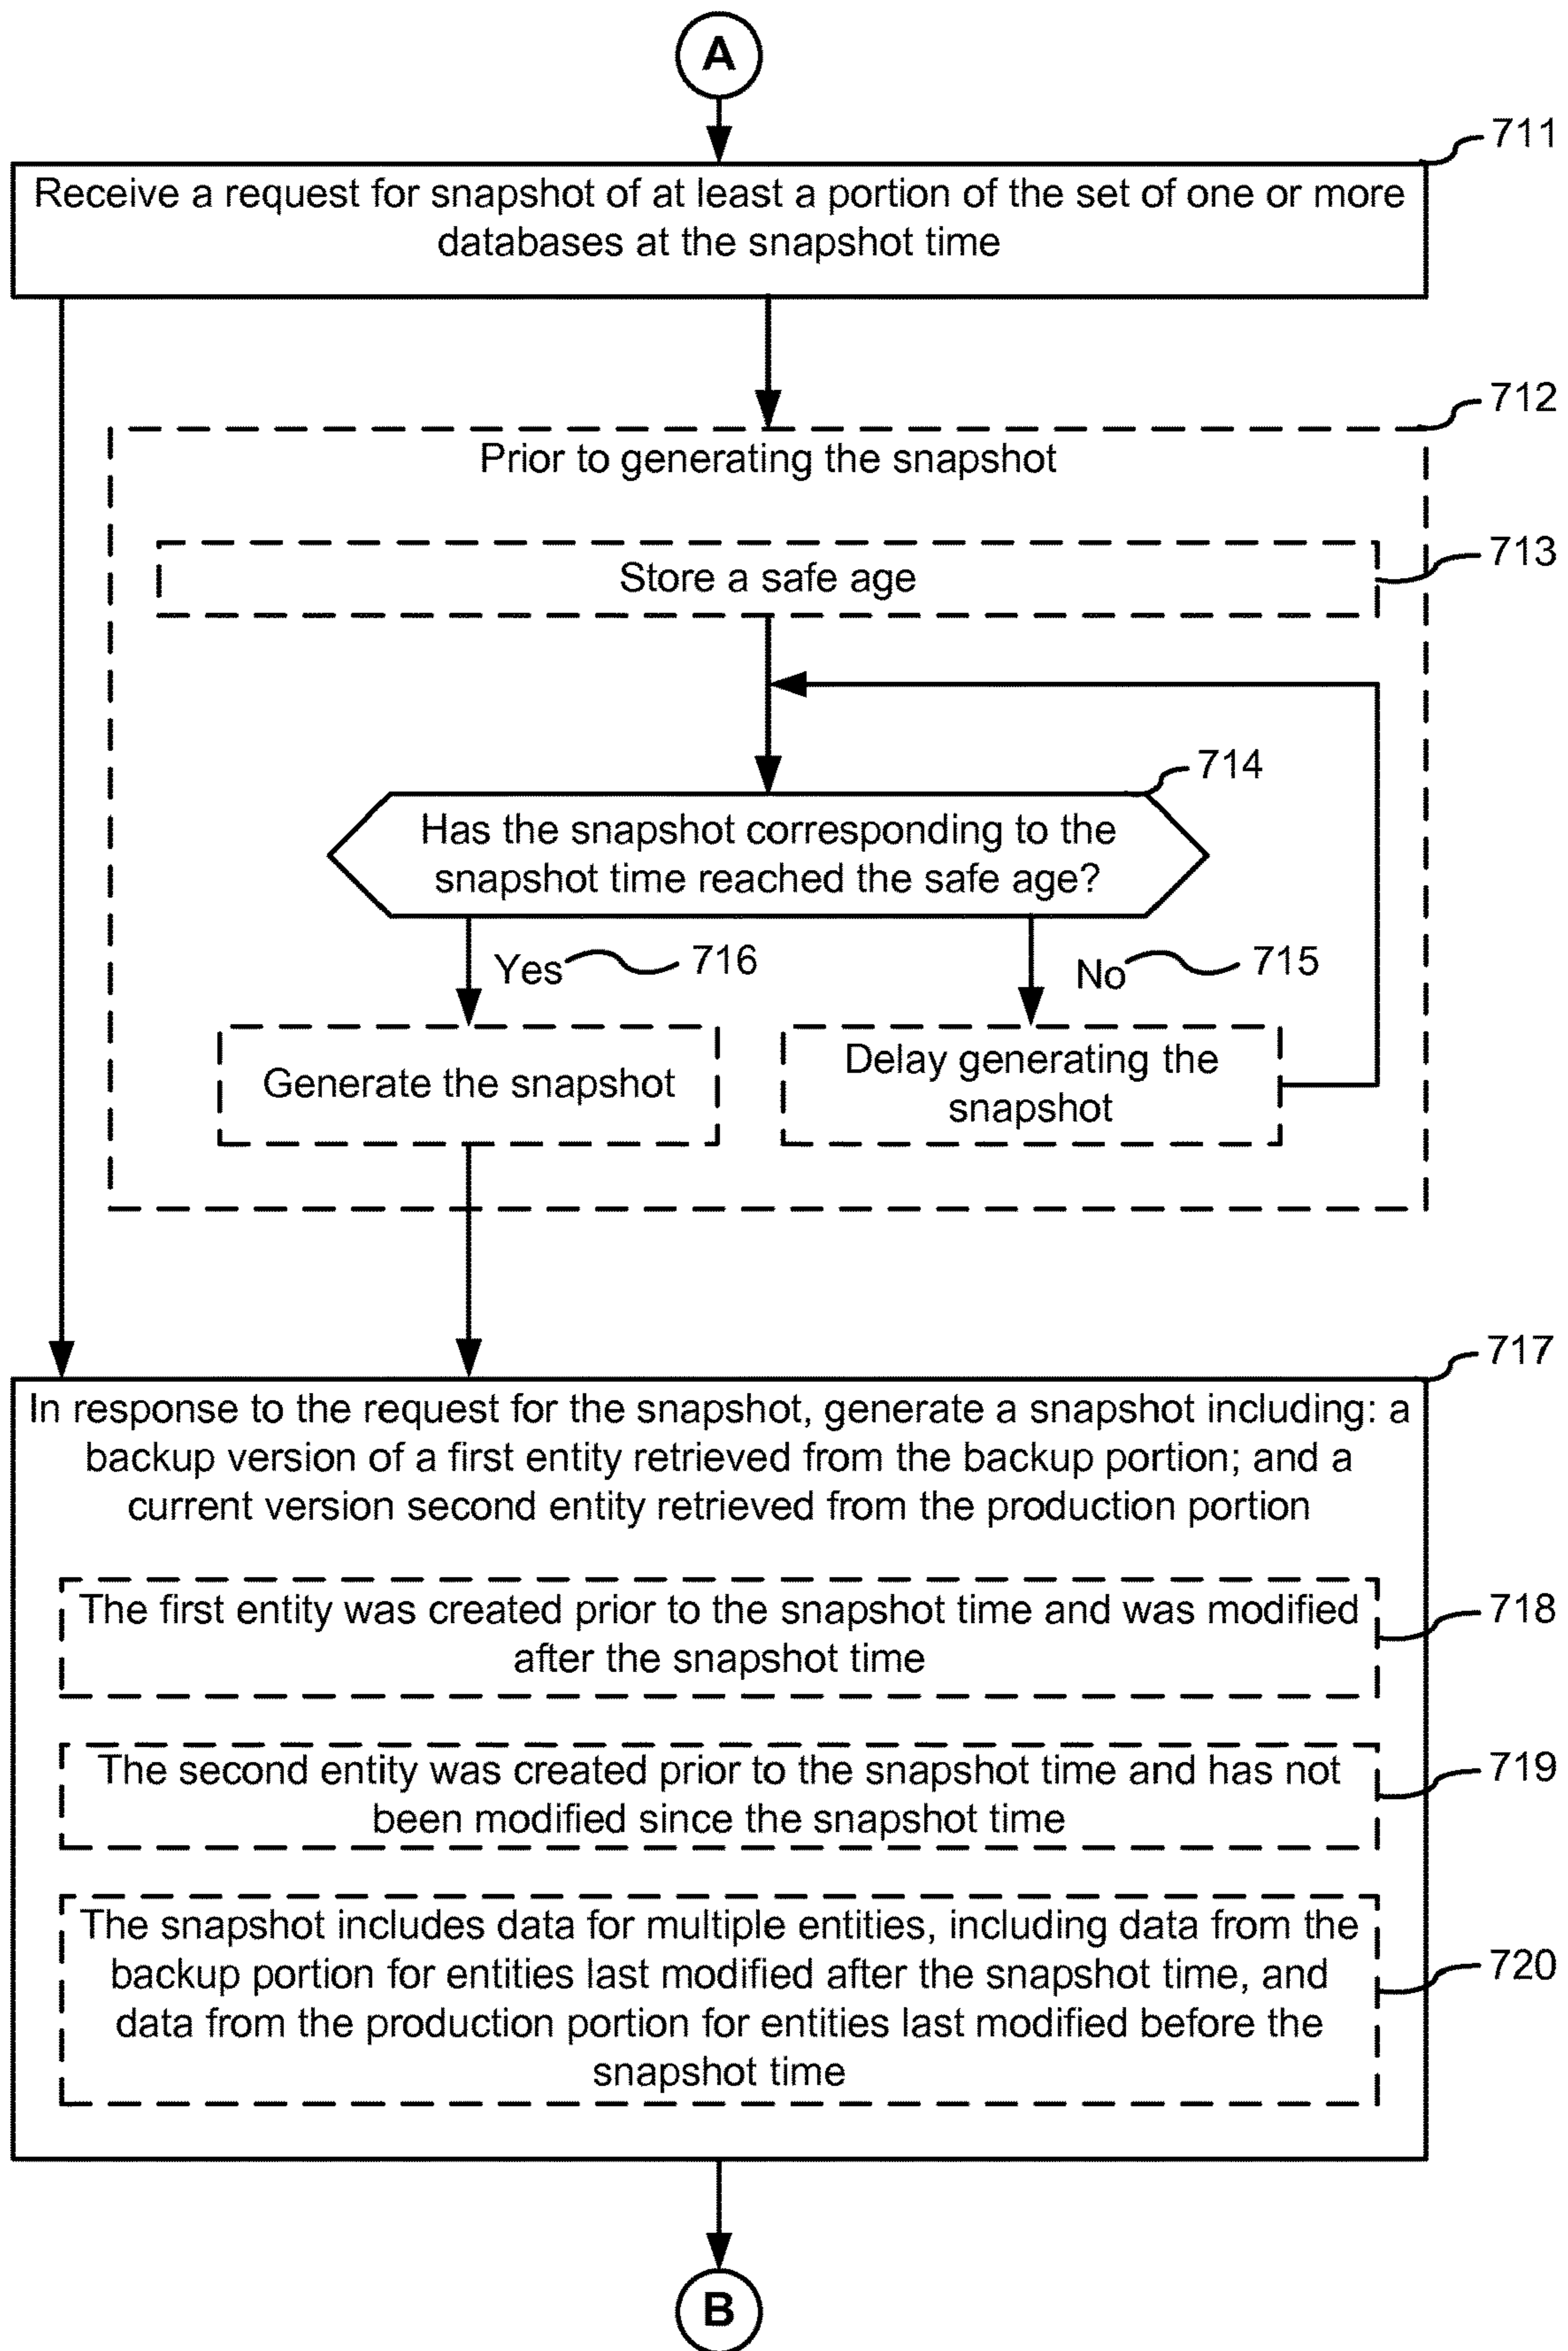 A
711
Receive a request for snapshot of at least a portion of the set of one or more
databases at the snapshot time
712
Prior to generating the snapshot
713
Store a safe age
714
Has the snapshot corresponding to the
snapshot time reached the safe age?
Yes 716
No 715
Generate the snapshot
Delay generating the
snapshot
717
In response to the request for the snapshot, generate a snapshot including: a
backup version of a first entity retrieved from the backup portion; and a
current version second entity retrieved from the production portion
The first entity was created prior to the snapshot time and was modified
after the snapshot time
718
The second entity was created prior to the snapshot time and has not
been modified since the snapshot time
719
The snapshot includes data for multiple entities, including data from the
backup portion for entities last modified after the snapshot time, and
data from the production portion for entities last modified before the
snapshot time
720
B